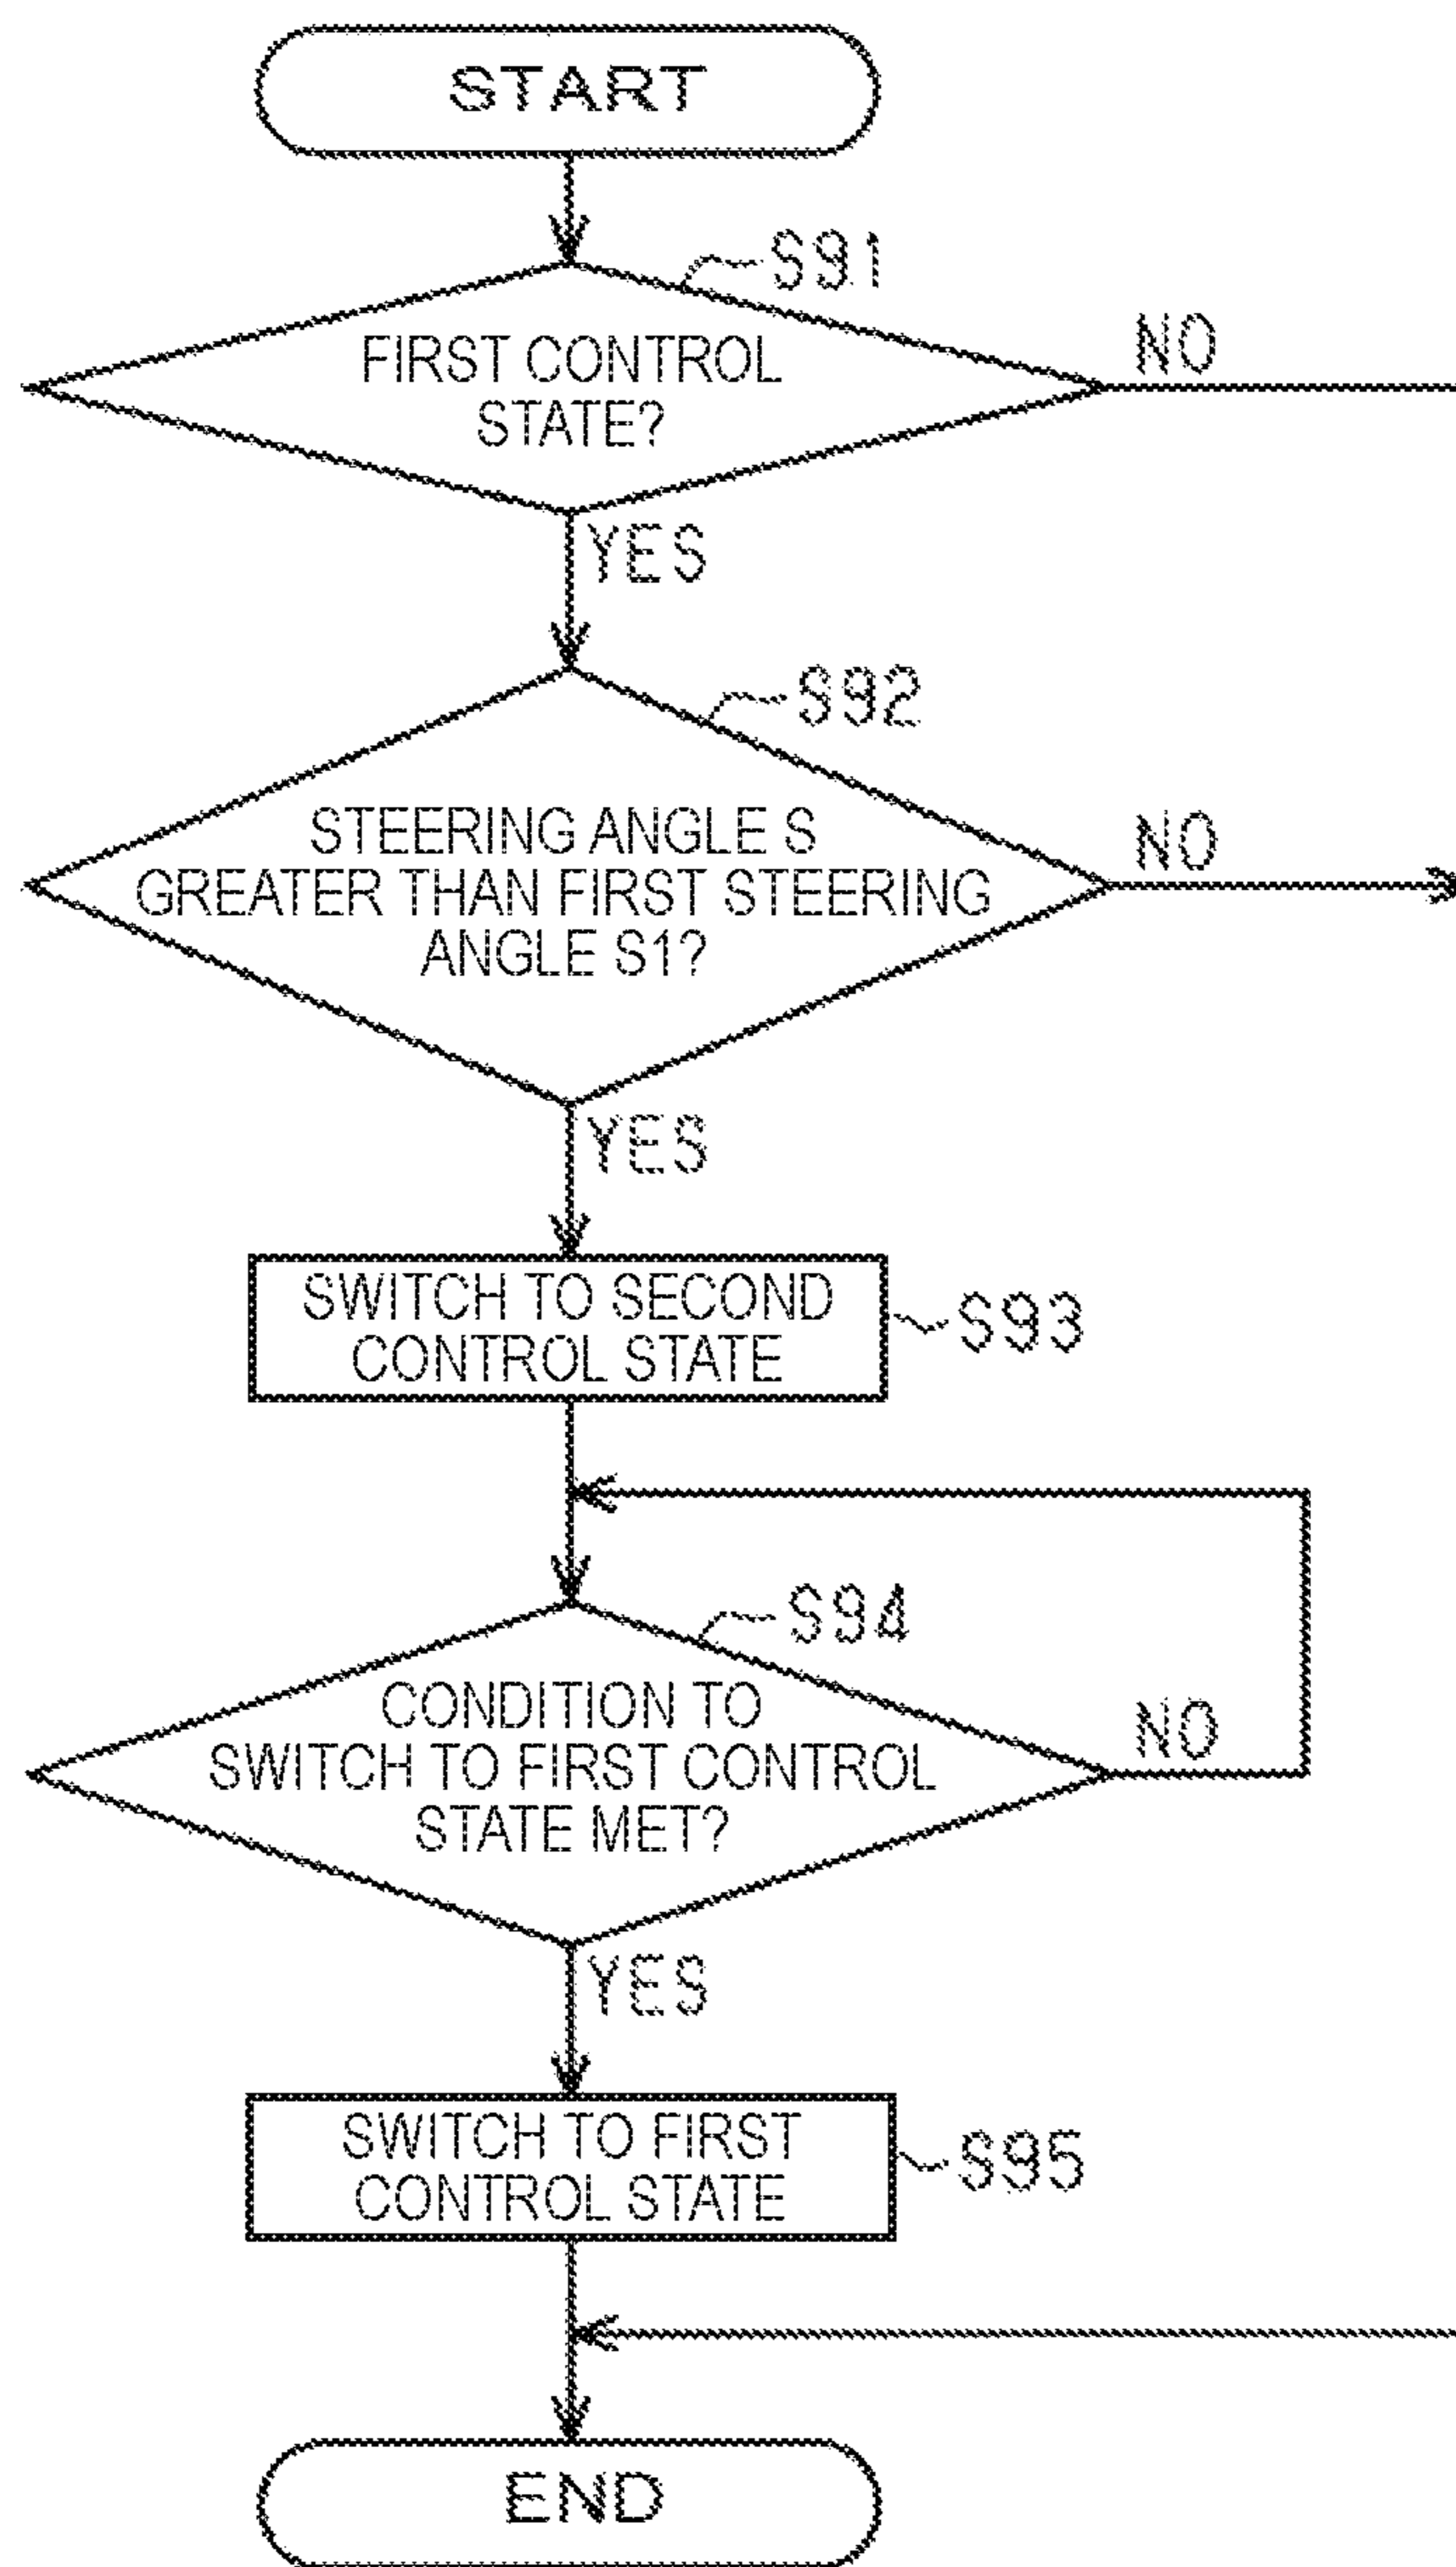 START
S91
FIRST CONTROL
STATE?
NO
YES
S92
STEERING ANGLE S
GREATER THAN FIRST STEERING
ANGLE S1?
NO
YES
SWITCH TO SECOND
CONTROL STATE
S93
S94
CONDITION TO
SWITCH TO FIRST CONTROL
STATE MET?
NO
YES
SWITCH TO FIRST
CONTROL STATE
S95
END